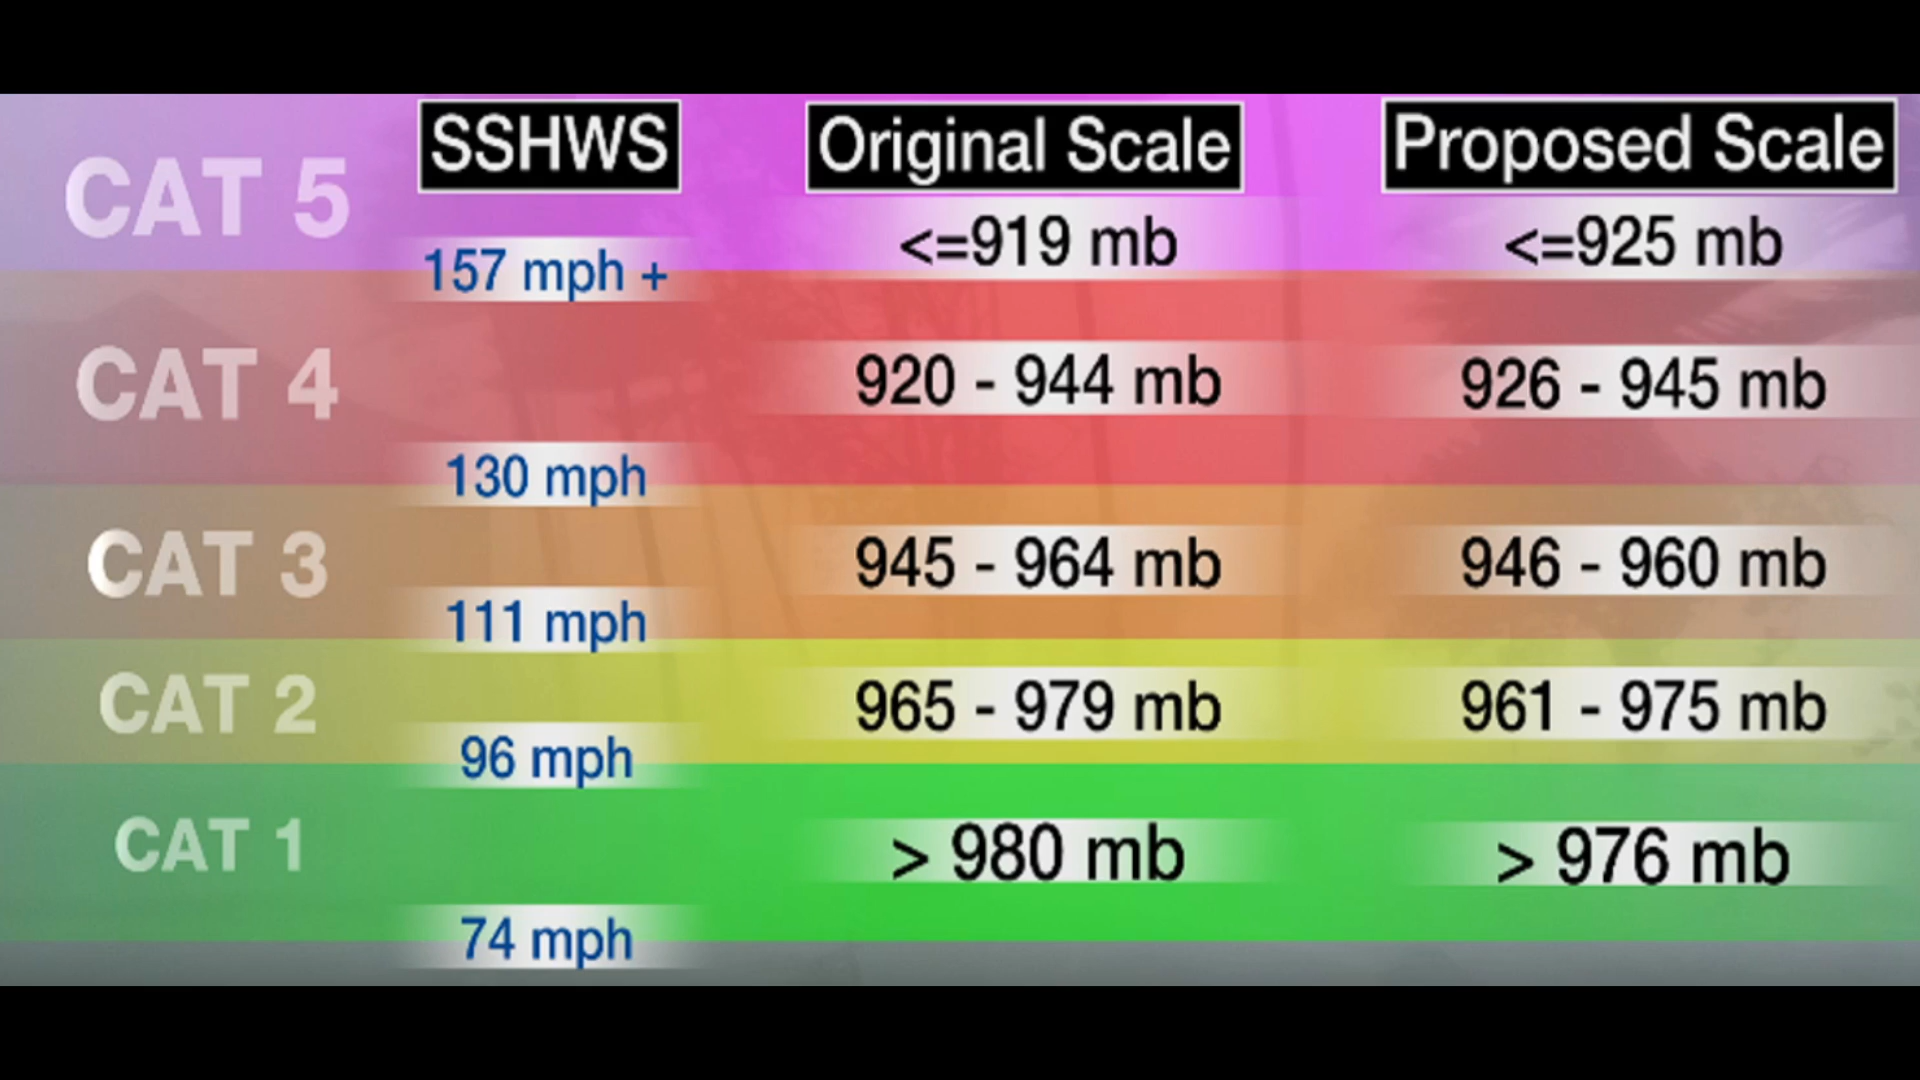 SSHWS Original Scale Proposed Scale
CAT 5 <=919 mb <=925 mb
157 mph +
CAT 4 920 - 944 mb 926 - 945 mb
130 mph
CAT 3 945 - 964 mb 946 - 960 mb
111 mph
CAT 2 965 - 979 mb 961 - 975 mb
96 mph
CAT 1 > 980 mb > 976 mb
74 mph